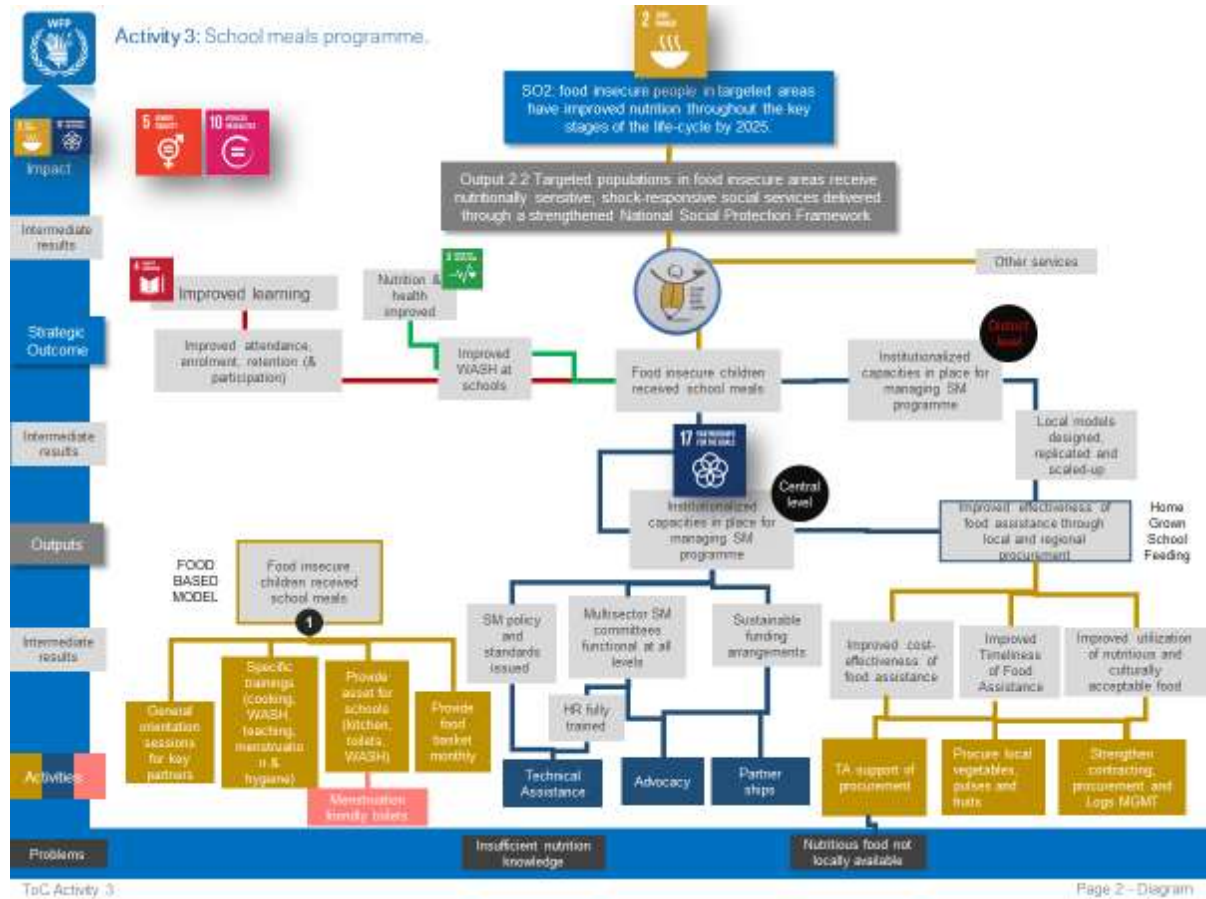 WFP
Activity 3: School meals programme.
2
SO2: food insecure people in targeted areas
have improved nutrition throughout the key
stages of the life-cycle by 2025.
5 GENDER
EQUALITY
10 REDUCED
INEQUALITIES
Impact
Output 2.2 Targeted populations in food insecure areas receive
nutritionally sensitive, shock-responsive social services delivered
through a strengthened National Social Protection Framework
Intermediate
results
Other services
4
Improved learning
3
Nutrition &
health
improved
Strategic
Outcome
Improved attendance,
enrolment, retention (&
participation)
Improved
WASH at
schools
Food insecure children
received school meals
Institutionalized
capacities in place for
managing SM
programme
District
level
Intermediate
results
Local models
designed,
replicated and
scaled-up
17 PARTNERSHIPS
FOR THE GOALS
Central
level
Institutionalized
capacities in place for
managing SM
programme
Improved effectiveness of
food assistance through
local and regional
procurement
Home
Grown
School
Feeding
Outputs
FOOD
BASED
MODEL
Food insecure
children received
school meals
1
Intermediate
results
SM policy
and
standards
issued
Multisector SM
committees
functional at all
levels
Sustainable
funding
arrangements
HR fully
trained
Improved cost-
effectiveness of
food assistance
Improved
Timeliness
of Food
Assistance
Improved utilization
of nutritious and
culturally
acceptable food
Activities
General
orientation
sessions
for key
partners
Specific
trainings
(cooking,
WASH,
teaching,
menstruatio
n &
hygiene)
Provide
asset for
schools
(kitchen,
toilets,
WASH)
Provide
food
basket
monthly
Menstruation
friendly toilets
Technical
Assistance
Advocacy
Partner
ships
TA support of
procurement
Procure local
vegetables,
pulses and
fruits
Strengthen
contracting,
procurement and
Logs MGMT
Problems
Insufficient nutrition
knowledge
Nutritious food not
locally available
ToC Activity 3
Page 2 - Diagram